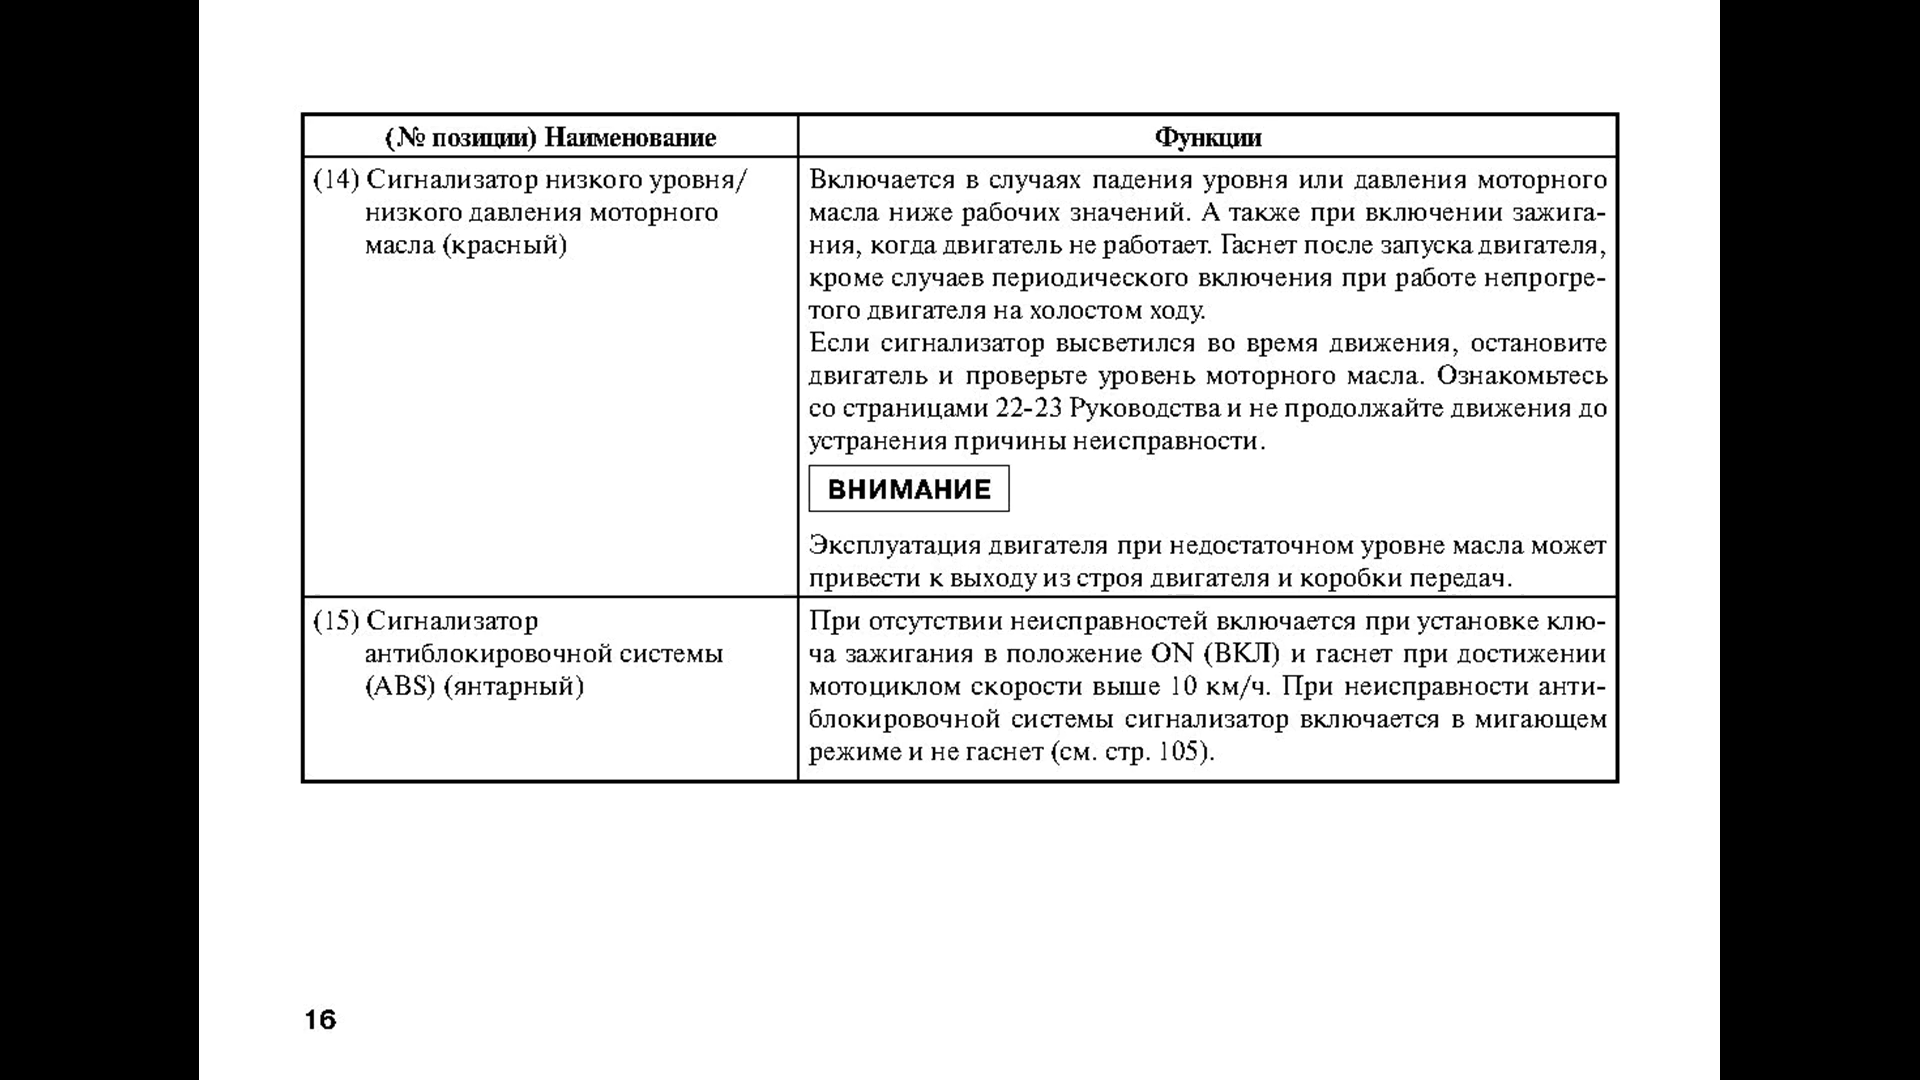 (№ позиции) Наименование
Функции
(14) Сигнализатор низкого уровня/
низкого давления моторного
масла (красный)
Включается в случаях падения уровня или давления моторного
масла ниже рабочих значений. А также при включении зажига-
ния, когда двигатель не работает. Гаснет после запуска двигателя,
кроме случаев периодического включения при работе непрогре-
того двигателя на холостом ходу.
Если сигнализатор высветился во время движения, остановите
двигатель и проверьте уровень моторного масла. Ознакомьтесь
со страницами 22-23 Руководства и не продолжайте движения до
устранения причины неисправности.
ВНИМАНИЕ
Эксплуатация двигателя при недостаточном уровне масла может
привести к выходу из строя двигателя и коробки передач.
(15) Сигнализатор
антиблокировочной системы
(ABS) (янтарный)
При отсутствии неисправностей включается при установке клю-
ча зажигания в положение ON (ВКЛ) и гаснет при достижении
мотоциклом скорости выше 10 км/ч. При неисправности анти-
блокировочной системы сигнализатор включается в мигающем
режиме и не гаснет (см. стр. 105).
16